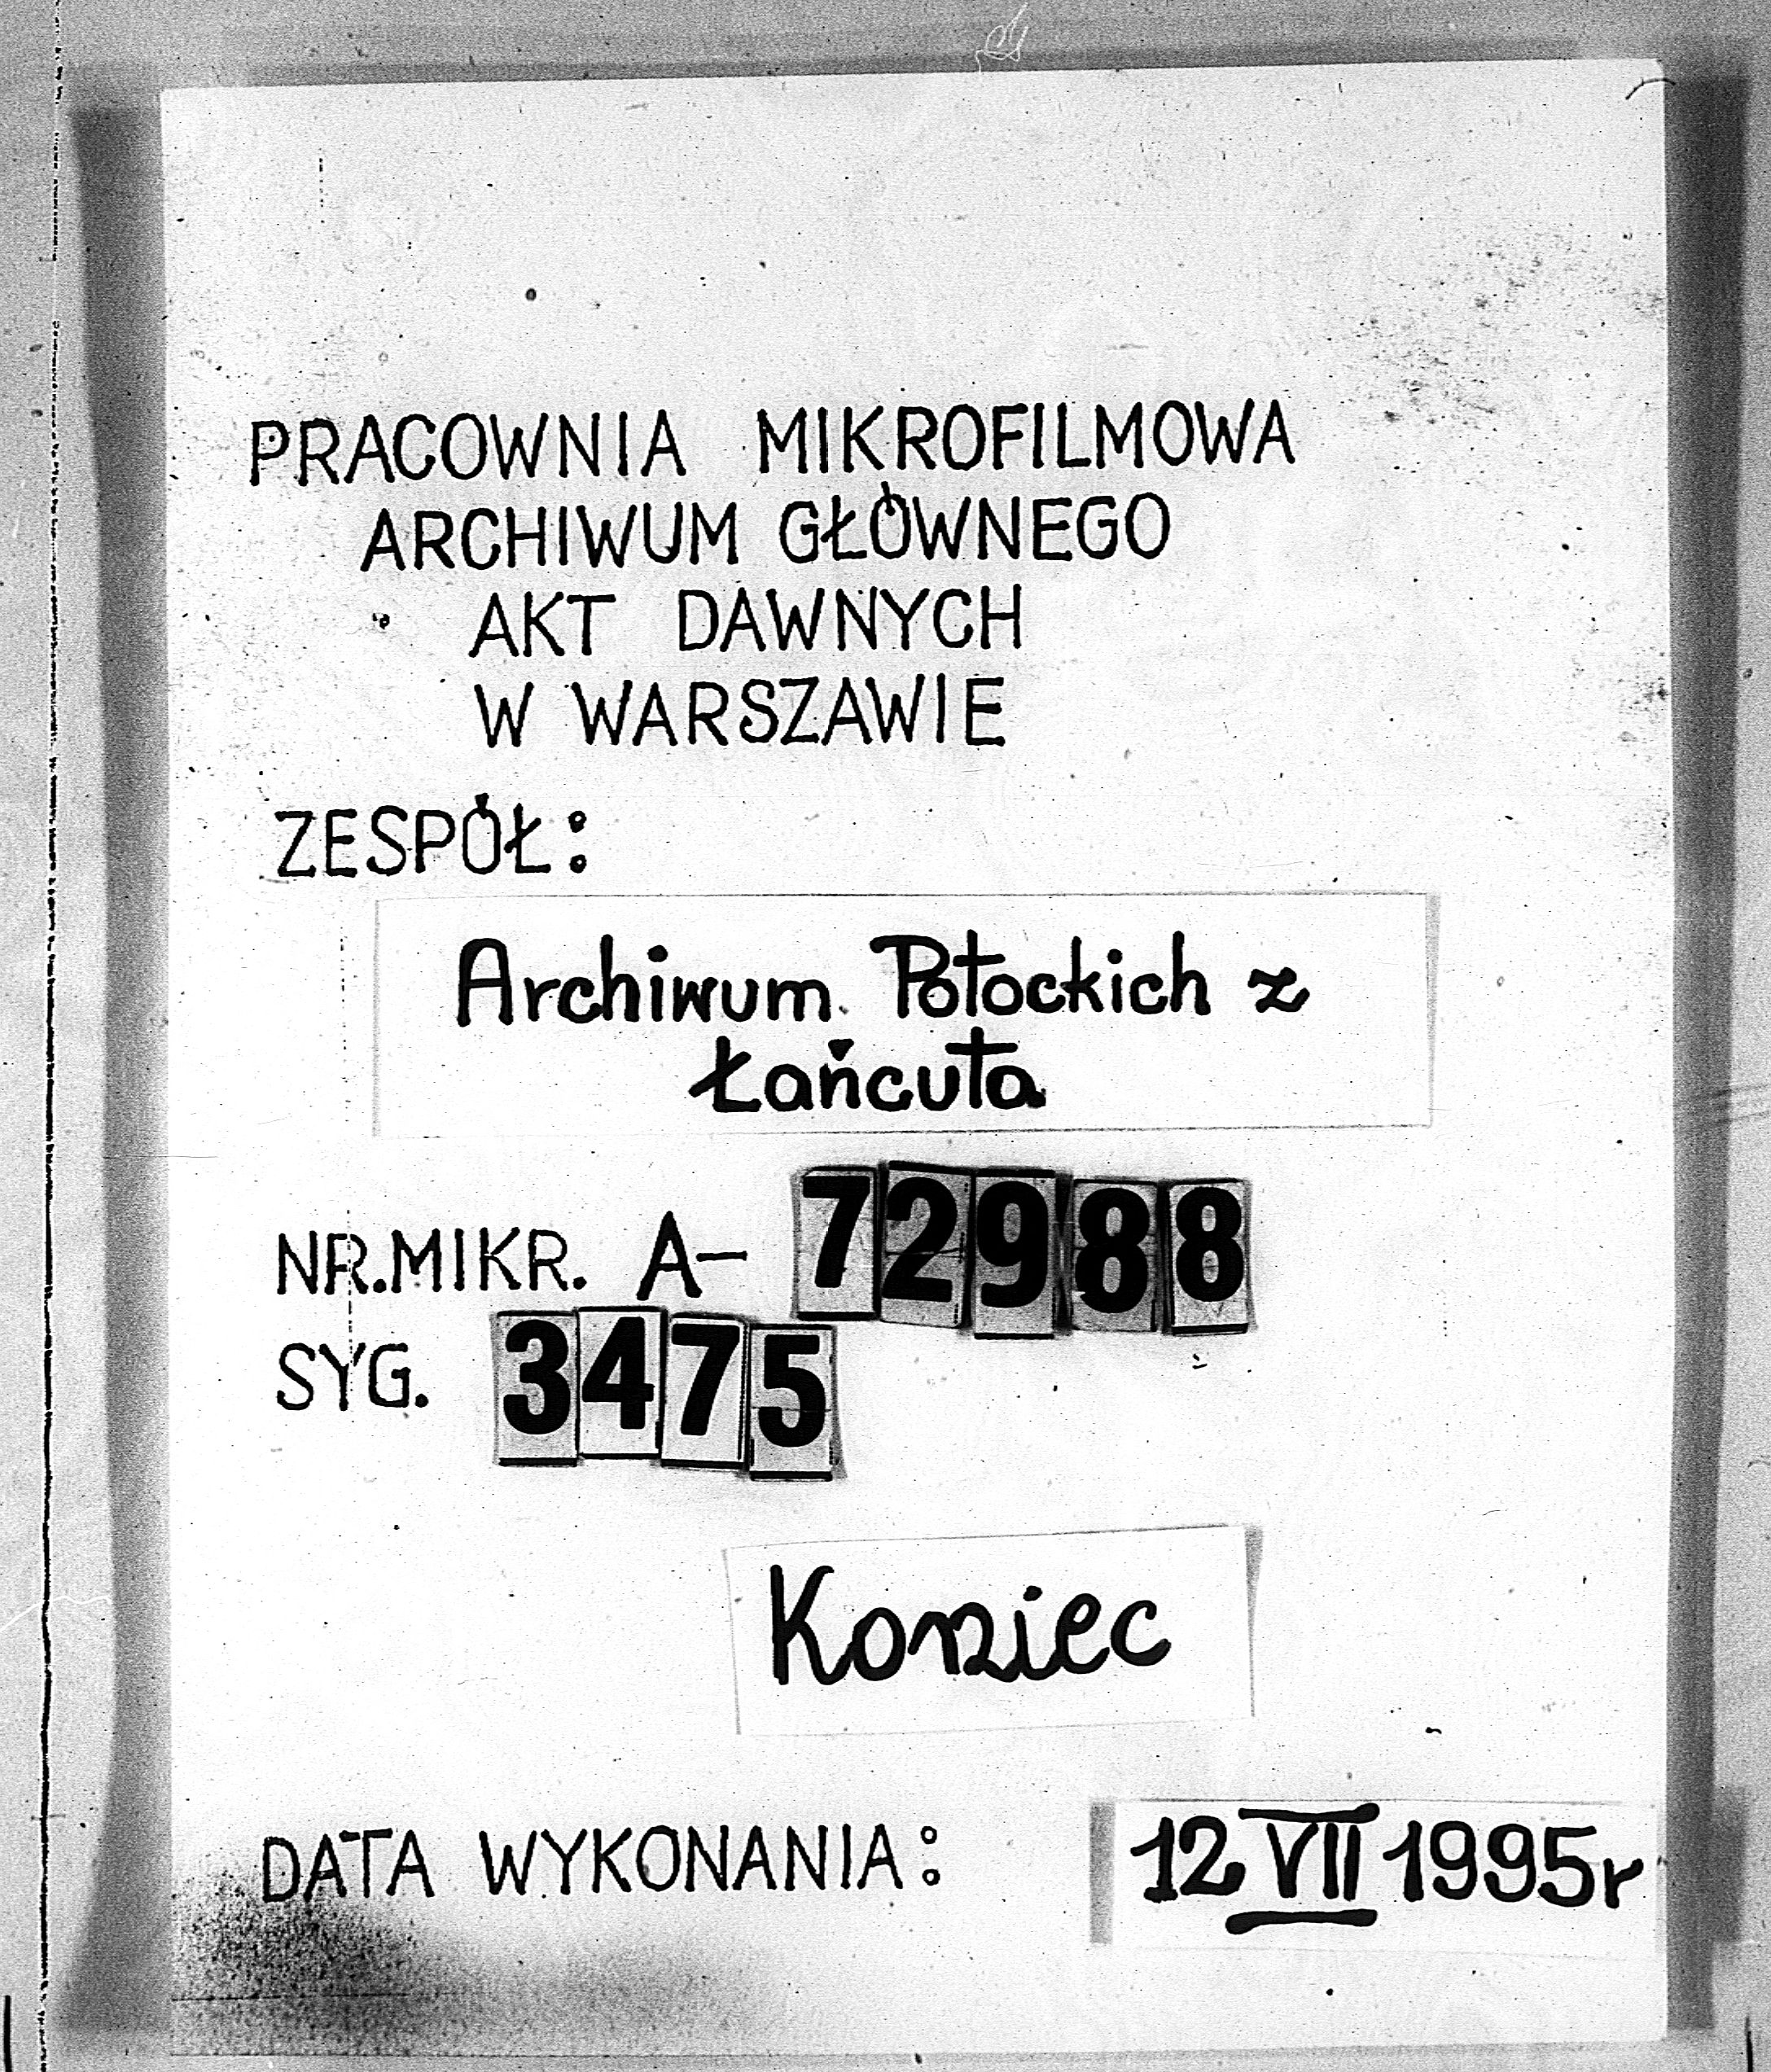 PRACOWNIA MIKROFILMOWA
ARCHIWUM GŁÓWNEGO
AKT DAWNYCH
W WARSZAWIE
ZESPÓŁ:
Archiwum Potockich z
Łańcuta
NR.MIKR. A- 72988
SYG. 3475
Koniec
DATA WYKONANIA: 12 VII 1995r